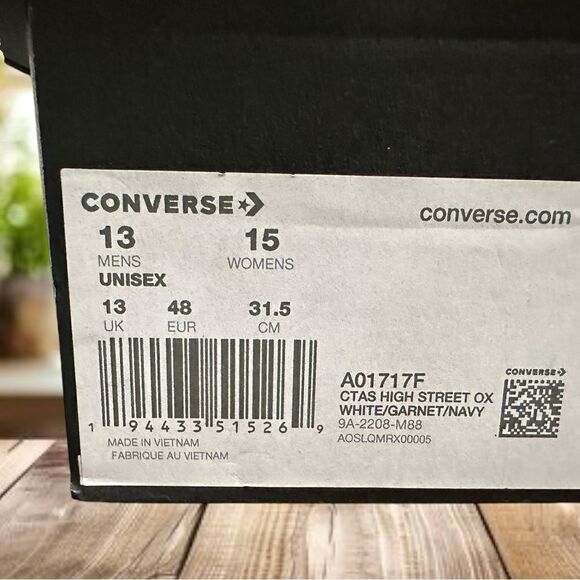 CONVERSE
converse.com
13 15
MENS WOMENS
UNISEX
13 48 31.5
UK EUR CM
1 94433 51526 9
MADE IN VIETNAM
FABRIQUE AU VIETNAM
A01717F
CTAS HIGH STREET OX
WHITE/GARNET/NAVY
9A-2208-M88
AOSLQMRX00005
CONVERSE